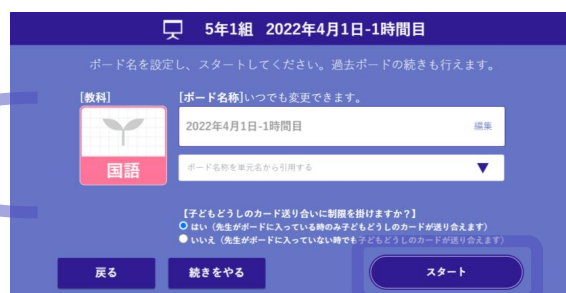 5年1組 2022年4月1日-1時間目
ボード名を設定し、スタートしてください。過去ボードの続きも行えます。
[教科]
[ボード名称]いつでも変更できます。
2022年4月1日-1時間目
編集
国語
ボード名称を単元名から引用する
【子どもどうしのカード送り合いに制限を掛けますか？】
はい（先生がボードに入っている時のみ子どもどうしのカードが送り合えます）
いいえ（先生がボードに入っていない時でも子どもどうしのカードが送り合えます）
戻る
続きをやる
スタート